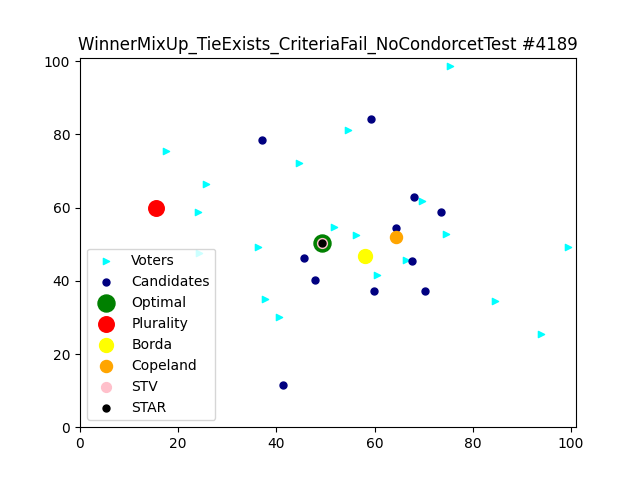 WinnerMixUp_TieExists_CriteriaFail_NoCondorcetTest #4189
100
80
60
40
20
0
Voters
Candidates
Optimal
Plurality
Borda
Copeland
STV
STAR
0 20 40 60 80 100